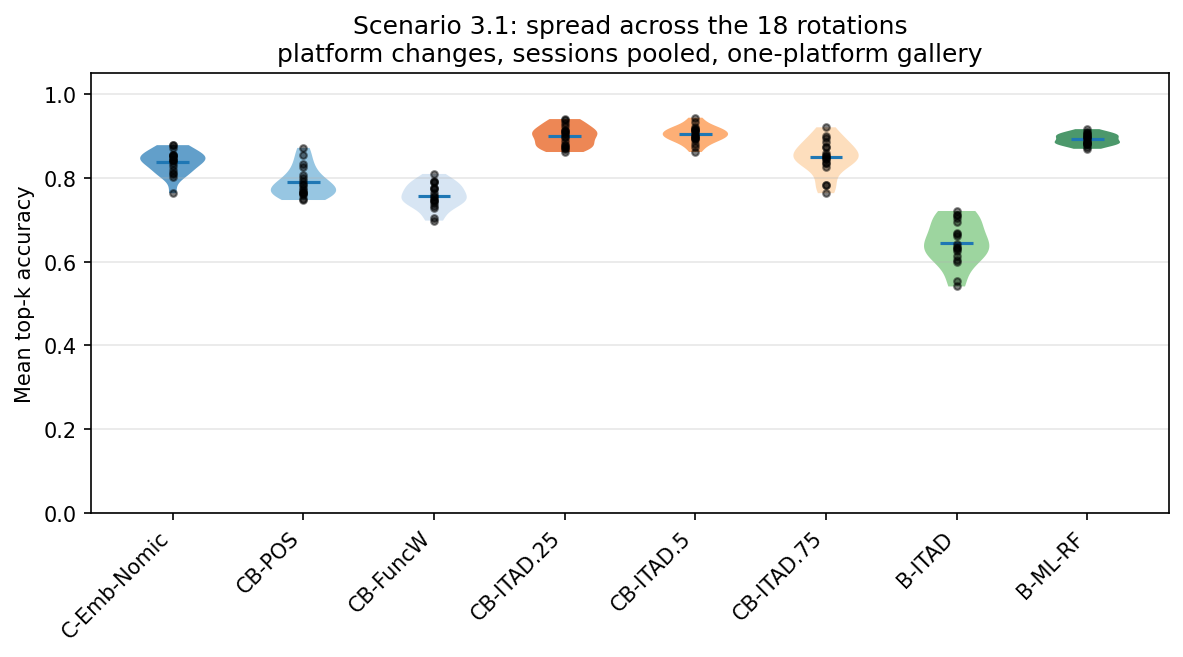 Scenario 3.1: spread across the 18 rotations
platform changes, sessions pooled, one-platform gallery
Mean top-k accuracy
1.0
0.8
0.6
0.4
0.2
0.0
C-Emb-Nomic
CB-POS
CB-FuncW
CB-ITAD.25
CB-ITAD.5
CB-ITAD.75
B-ITAD
B-ML-RF